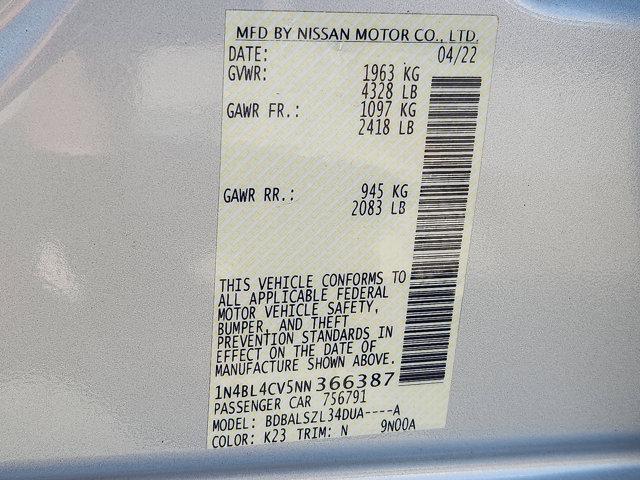 MFD BY NISSAN MOTOR CO., LTD.
DATE: 04/22
GVWR: 1963 KG
4328 LB
GAWR FR.: 1097 KG
2418 LB
GAWR RR.: 945 KG
2083 LB
THIS VEHICLE CONFORMS TO
ALL APPLICABLE FEDERAL
MOTOR VEHICLE SAFETY,
BUMPER, AND THEFT
PREVENTION STANDARDS IN
EFFECT ON THE DATE OF
MANUFACTURE SHOWN ABOVE.
1N4BL4CV5NN366387
PASSENGER CAR 756791
MODEL: BDBALSZL34DUA----A
COLOR: K23 TRIM: N 9N00A